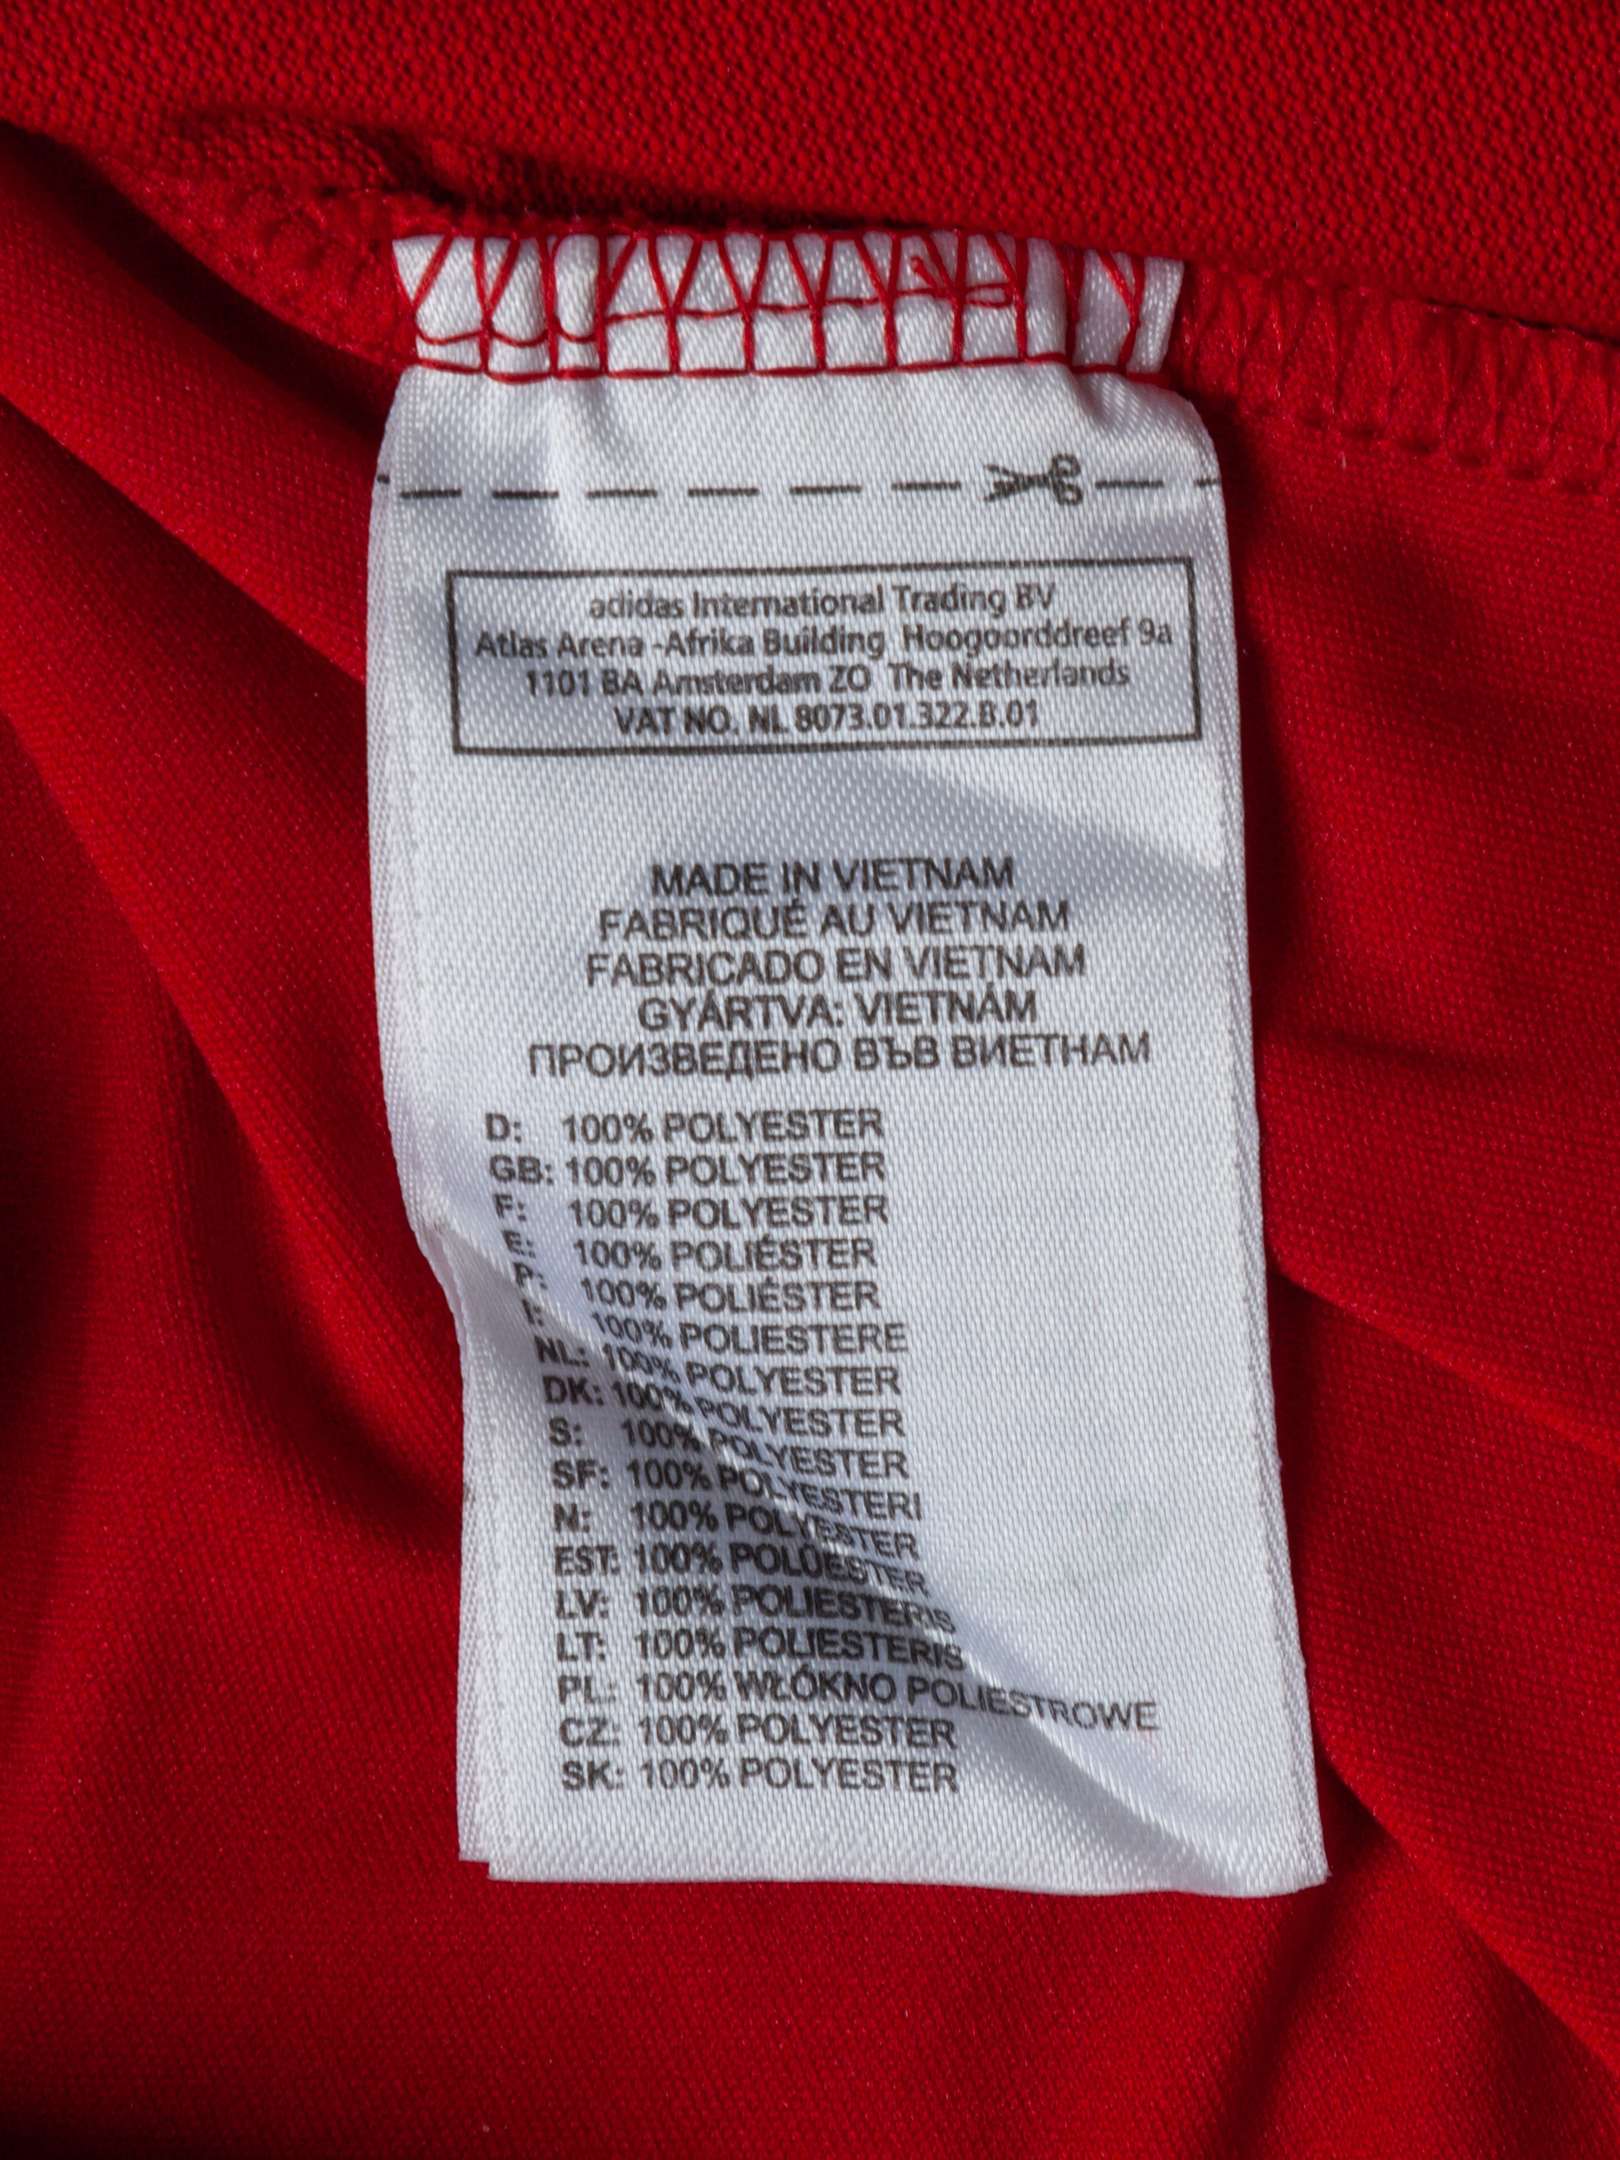 adidas International Trading BV
Atlas Arena -Afrika Building Hoogoorddreef 9a
1101 BA Amsterdam ZO The Netherlands
VAT NO. NL 8073.01.322.B.01
MADE IN VIETNAM
FABRIQUÉ AU VIETNAM
FABRICADO EN VIETNAM
GYÁRTVA: VIETNÁM
ПРОИЗВЕДЕНО ВЪВ ВИЕТНАМ
D: 100% POLYESTER
GB: 100% POLYESTER
F: 100% POLYESTER
E: 100% POLIÉSTER
P: 100% POLIÉSTER
I: 100% POLIESTERE
NL: 100% POLYESTER
DK: 100% POLYESTER
S: 100% POLYESTER
SF: 100% POLYESTERI
N: 100% POLYESTER
EST: 100% POLÜESTER
LV: 100% POLIESTERIS
LT: 100% POLIESTERIS
PL: 100% WŁÓKNO POLIESTROWE
CZ: 100% POLYESTER
SK: 100% POLYESTER